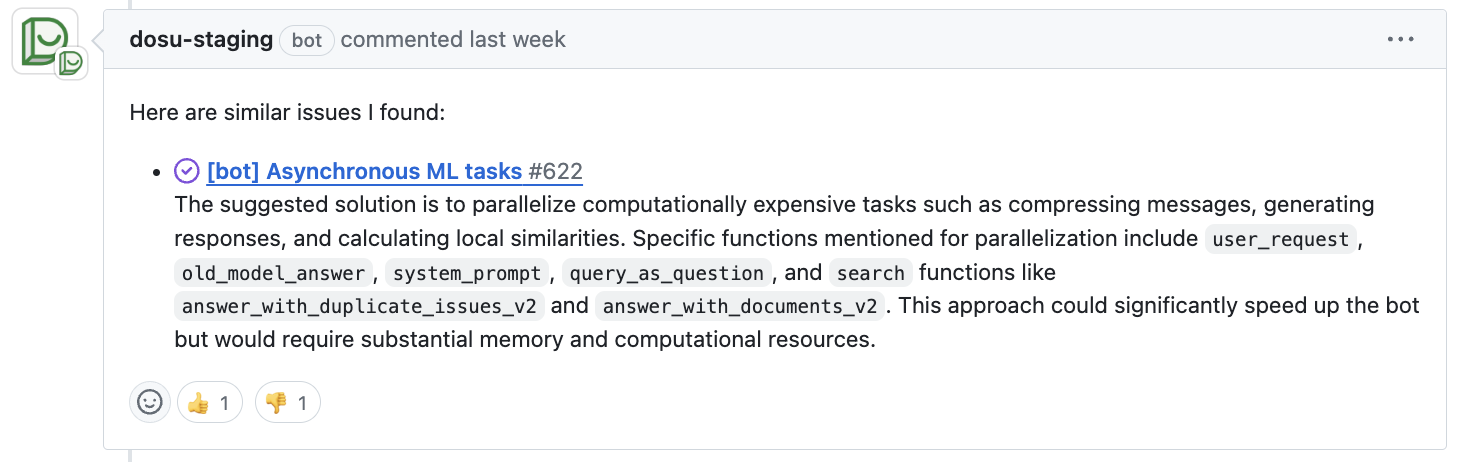 dosu-staging bot commented last week
Here are similar issues I found:
[bot] Asynchronous ML tasks #622
The suggested solution is to parallelize computationally expensive tasks such as compressing messages, generating
responses, and calculating local similarities. Specific functions mentioned for parallelization include user_request,
old_model_answer, system_prompt, query_as_question, and search functions like
answer_with_duplicate_issues_v2 and answer_with_documents_v2. This approach could significantly speed up the bot
but would require substantial memory and computational resources.
👍 1 👎 1